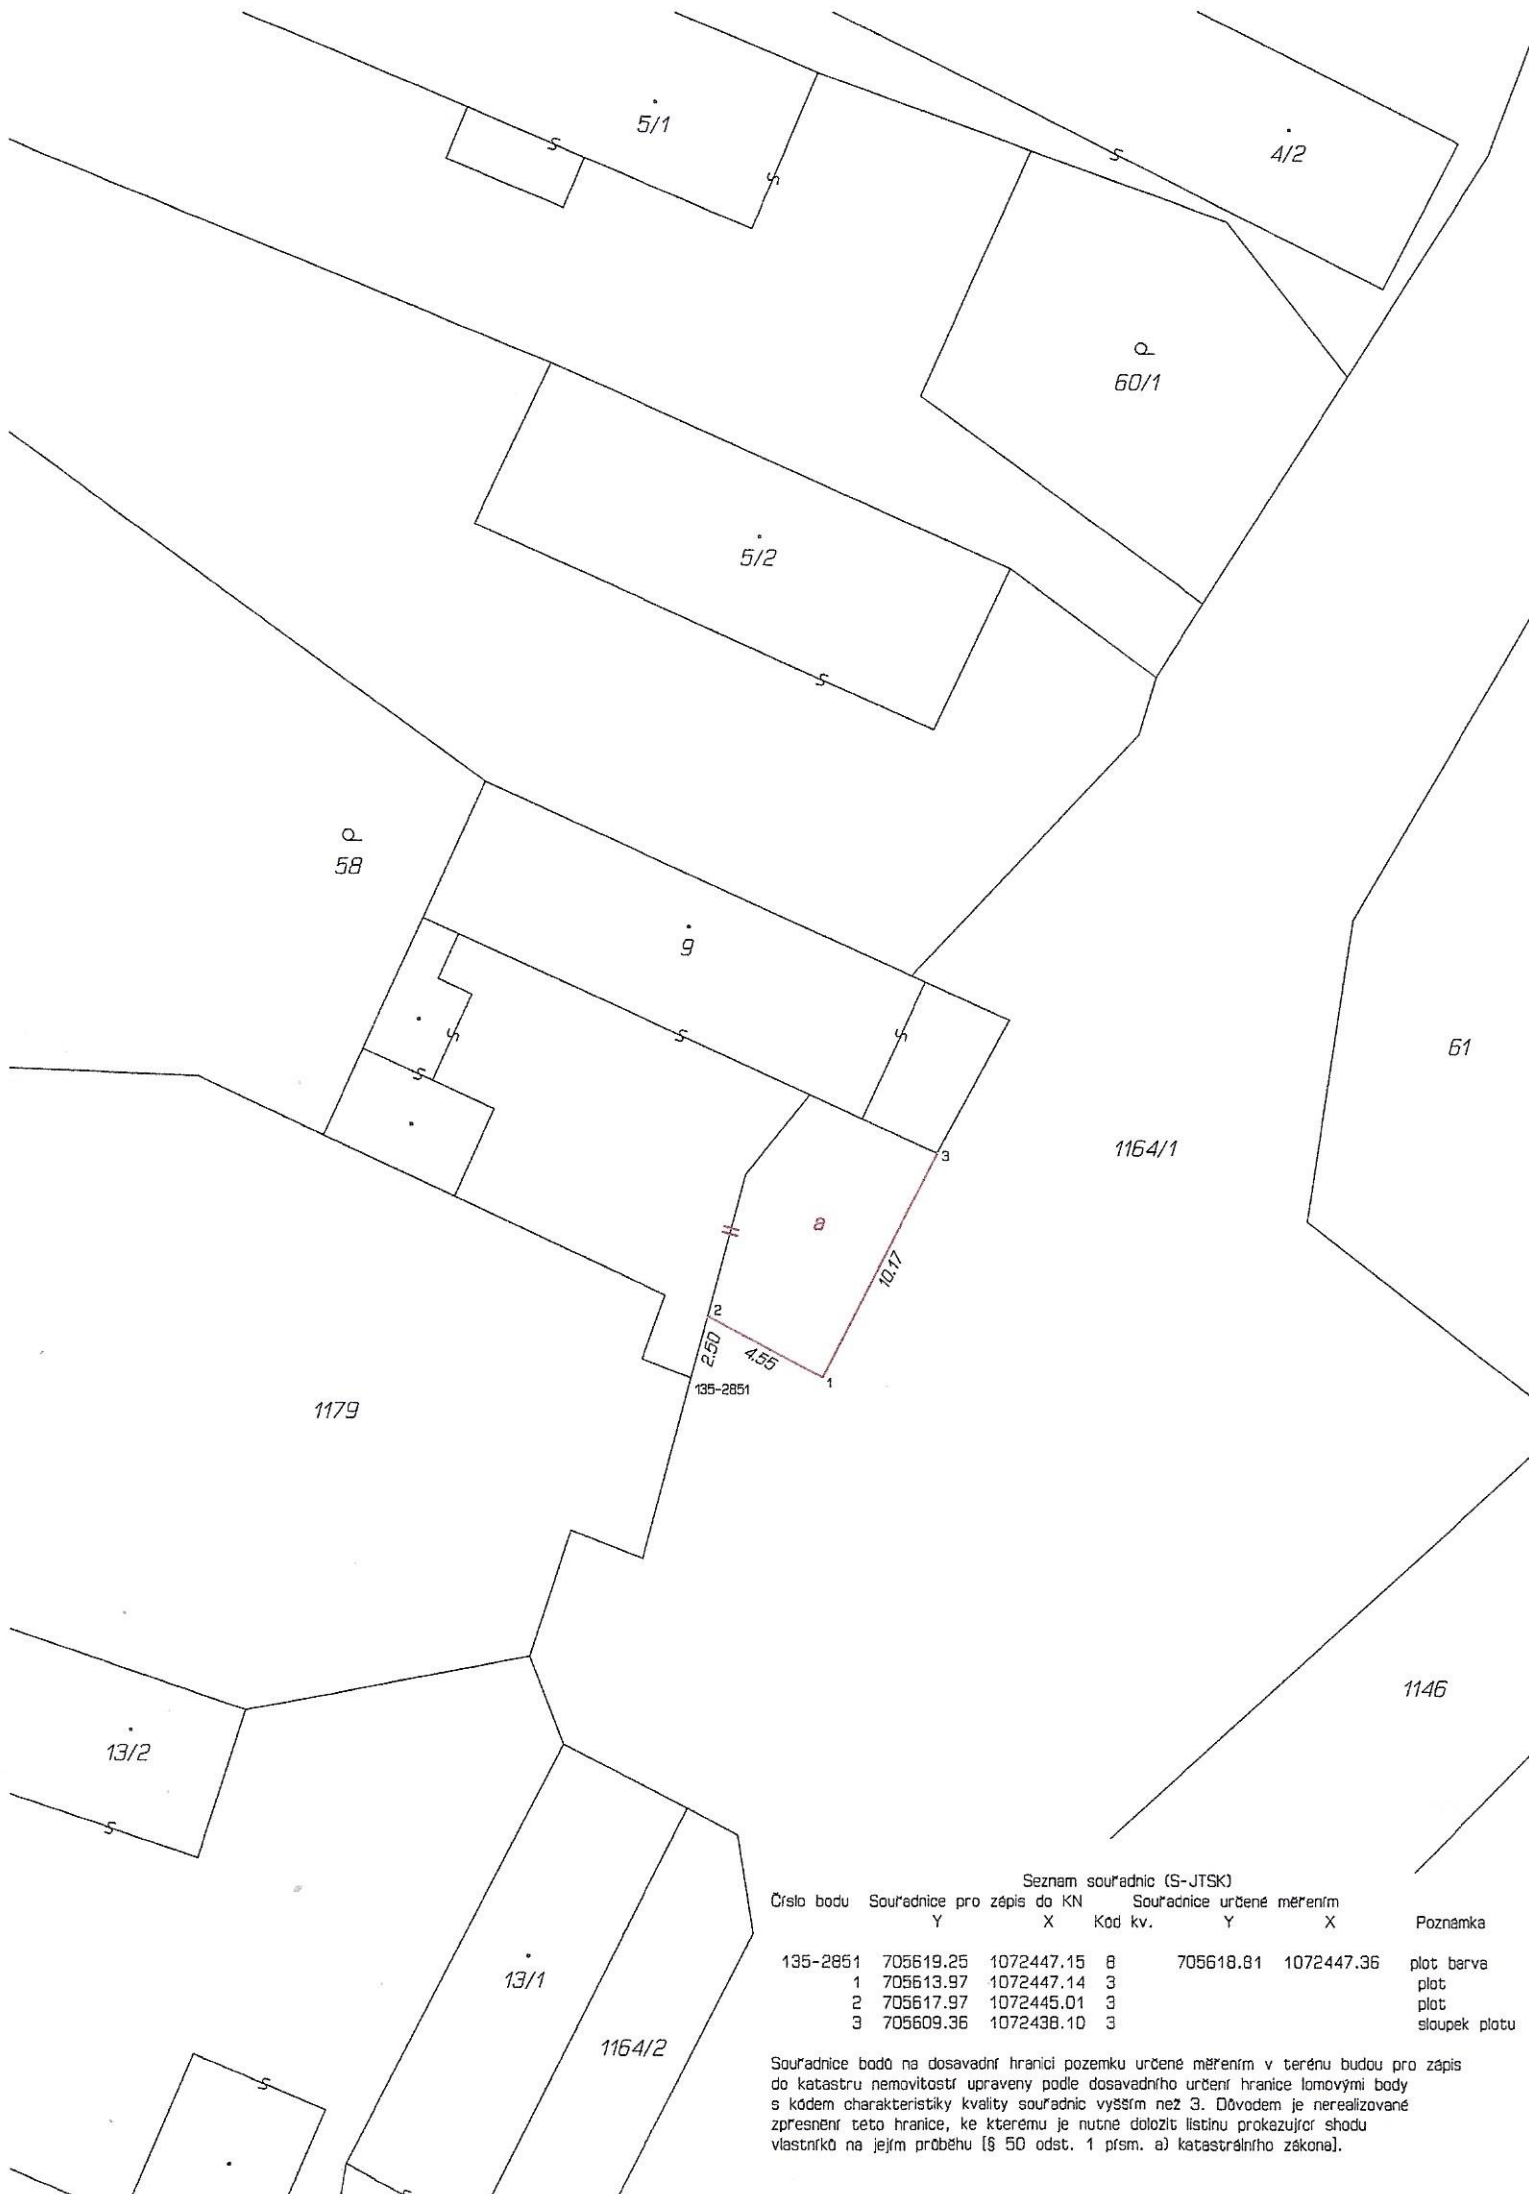 5/1
4/2
60/1
5/2
58
9
61
1164/1
3
a
10.17
2
2.50
4.55
1
135-2851
1179
1146
13/2
13/1
1164/2
Seznam souřadnic (S-JTSK)
Číslo bodu Souřadnice pro zápis do KN Souřadnice určené měřením
Y X Kód kv. Y X Poznámka
135-2851 705619.25 1072447.15 8 705618.81 1072447.36 plot barva
1 705613.97 1072447.14 3 plot
2 705617.97 1072445.01 3 plot
3 705609.36 1072438.10 3 sloupek plotu
Souřadnice bodů na dosavadní hranici pozemku určené měřením v terénu budou pro zápis
do katastru nemovitostí upraveny podle dosavadního určení hranice lomovými body
s kódem charakteristiky kvality souřadnic vyšším než 3. Důvodem je nerealizované
zpřesnění této hranice, ke kterému je nutné doložit listinu prokazující shodu
vlastníků na jejím průběhu [§ 50 odst. 1 písm. a) katastrálního zákona].